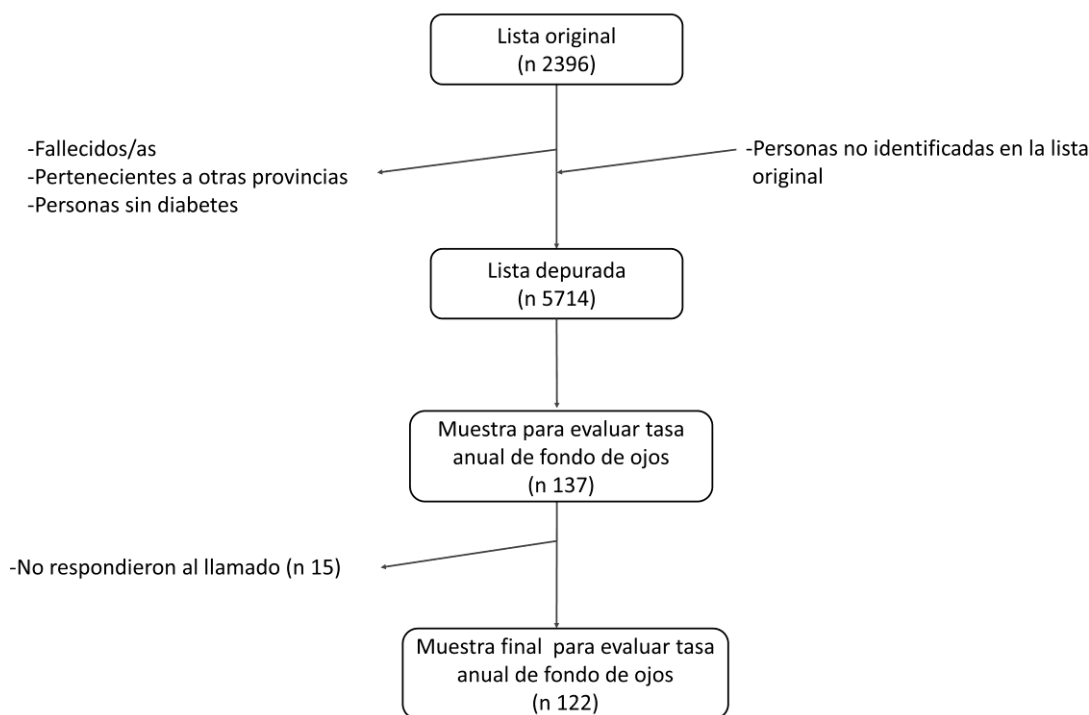 Lista original
(n 2396)
-Fallecidos/as
-Pertenecientes a otras provincias
-Personas sin diabetes
-Personas no identificadas en la lista
original
Lista depurada
(n 5714)
Muestra para evaluar tasa
anual de fondo de ojos
(n 137)
-No respondieron al llamado (n 15)
Muestra final  para evaluar tasa
anual de fondo de ojos
(n 122)